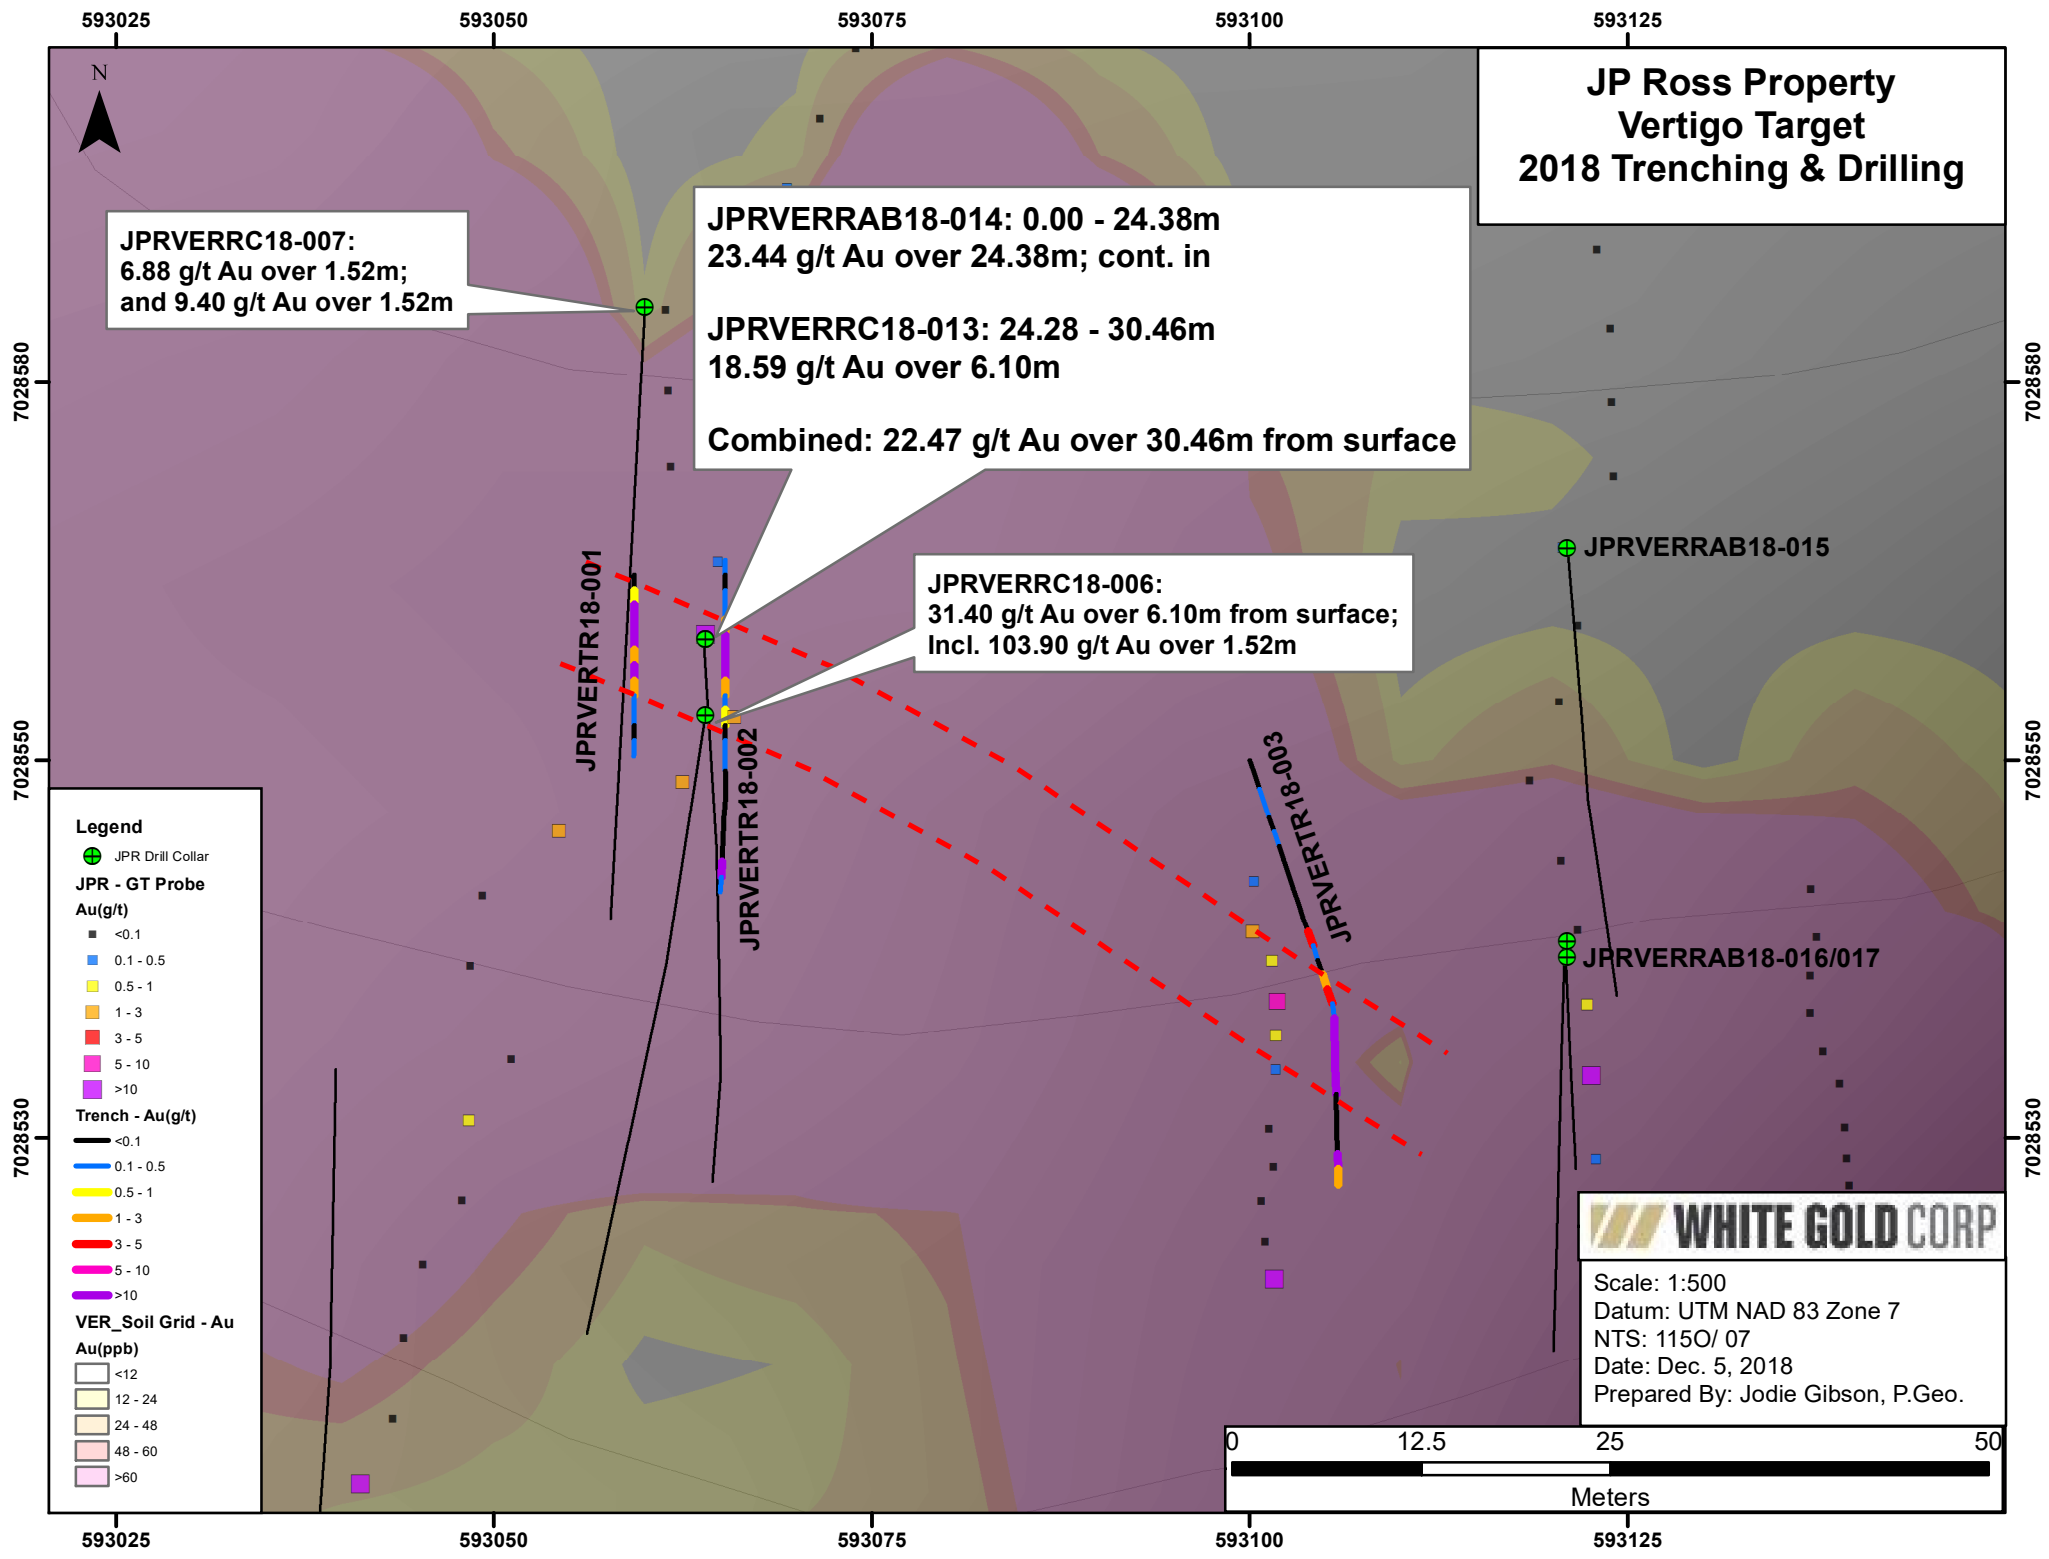 593025
593050
593075
593100
593125
N
JP Ross Property
Vertigo Target
2018 Trenching & Drilling
JPRVERRC18-007:
6.88 g/t Au over 1.52m;
and 9.40 g/t Au over 1.52m
JPRVERRAB18-014: 0.00 - 24.38m
23.44 g/t Au over 24.38m; cont. in
JPRVERRC18-013: 24.28 - 30.46m
18.59 g/t Au over 6.10m
Combined: 22.47 g/t Au over 30.46m from surface
7028580
7028580
JPRVERRAB18-015
JPRVERTR18-001
JPRVERRC18-006:
31.40 g/t Au over 6.10m from surface;
Incl. 103.90 g/t Au over 1.52m
7028550
7028550
JPRVERTR18-002
JPRVERTR18-003
JPRVERRAB18-016/017
7028530
7028530
Legend
JPR Drill Collar
JPR - GT Probe
Au(g/t)
<0.1
0.1 - 0.5
0.5 - 1
1 - 3
3 - 5
5 - 10
>10
Trench - Au(g/t)
<0.1
0.1 - 0.5
0.5 - 1
1 - 3
3 - 5
5 - 10
>10
VER_Soil Grid - Au
Au(ppb)
<12
12 - 24
24 - 48
48 - 60
>60
WHITE GOLD CORP
Scale: 1:500
Datum: UTM NAD 83 Zone 7
NTS: 115O/ 07
Date: Dec. 5, 2018
Prepared By: Jodie Gibson, P.Geo.
0 12.5 25 50
Meters
593025
593050
593075
593100
593125